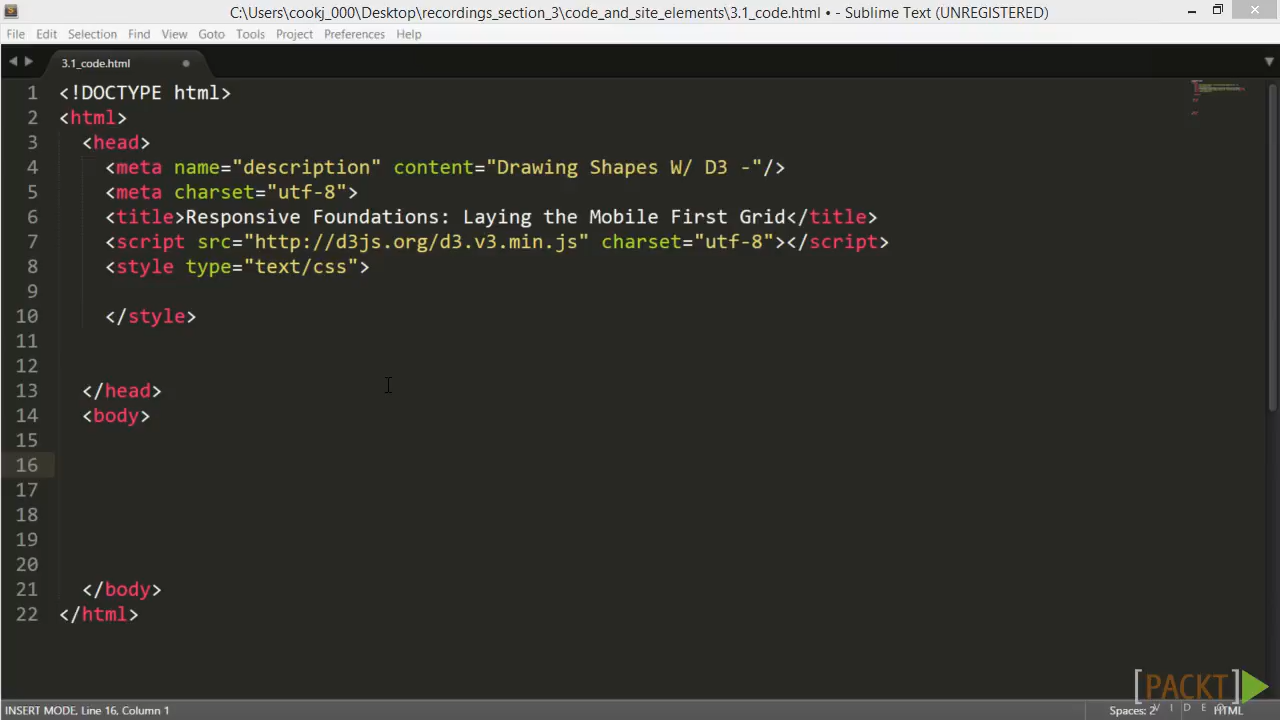 C:\Users\cookj_000\Desktop\recordings_section_3\code_and_site_elements\3.1_code.html • - Sublime Text (UNREGISTERED)
File Edit Selection Find View Goto Tools Project Preferences Help
3.1_code.html
1 <!DOCTYPE html>
2 <html>
3 <head>
4 <meta name="description" content="Drawing Shapes W/ D3 -"/>
5 <meta charset="utf-8">
6 <title>Responsive Foundations: Laying the Mobile First Grid</title>
7 <script src="http://d3js.org/d3.v3.min.js" charset="utf-8"></script>
8 <style type="text/css">
9
10 </style>
11
12
13 </head>
14 <body>
15
16
17
18
19
20
21 </body>
22 </html>
[PACKT]
VIDEO
INSERT MODE, Line 16, Column 1 Spaces: 2 HTML